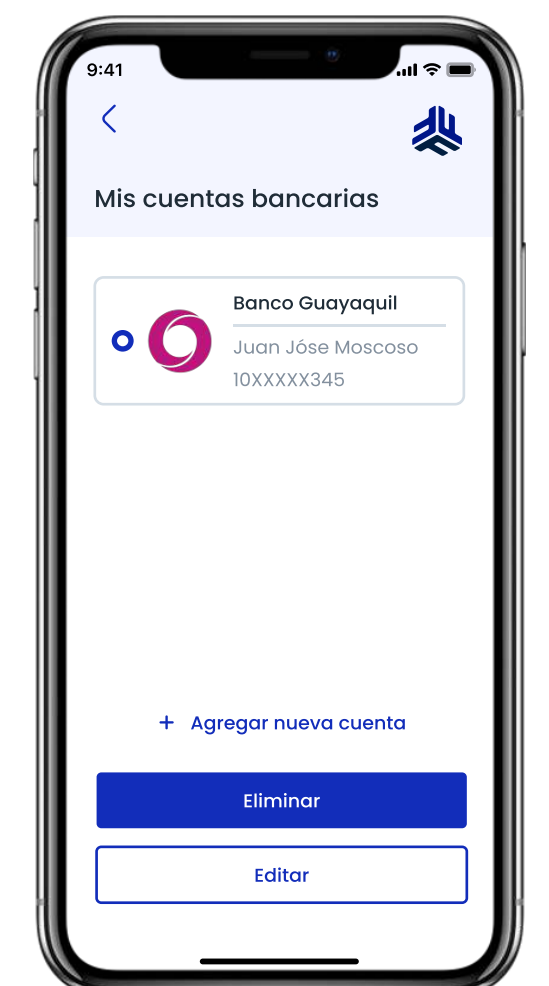 9:41
Mis cuentas bancarias
Banco Guayaquil
Juan Jóse Moscoso
10XXXXX345
+ Agregar nueva cuenta
Eliminar
Editar